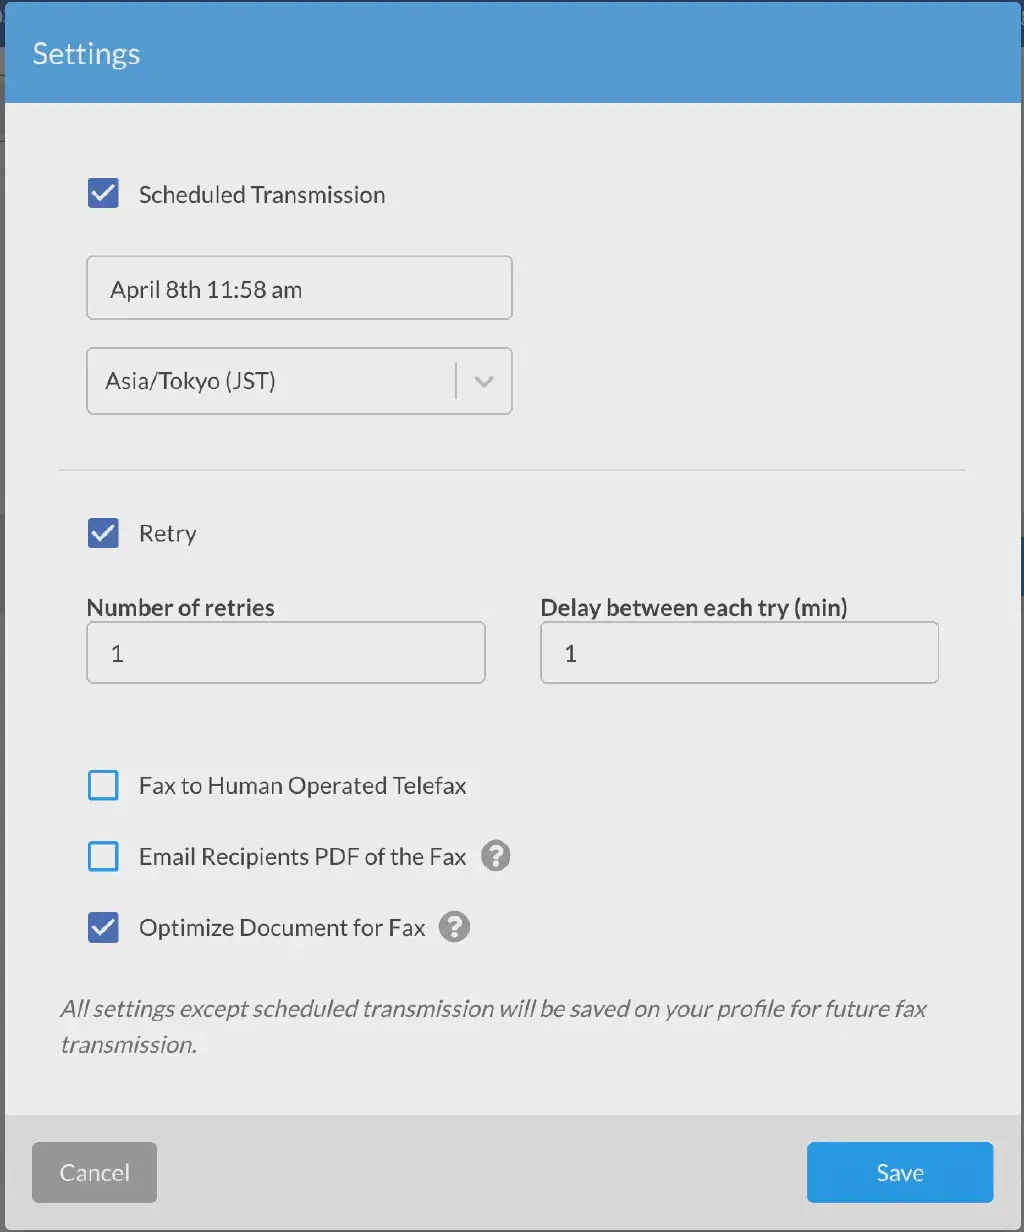 Settings
Scheduled Transmission
April 8th 11:58 am
Asia/Tokyo (JST)
Retry
Number of retries
Delay between each try (min)
1
1
Fax to Human Operated Telefax
Email Recipients PDF of the Fax ?
Optimize Document for Fax ?
All settings except scheduled transmission will be saved on your profile for future fax
transmission.
Cancel
Save